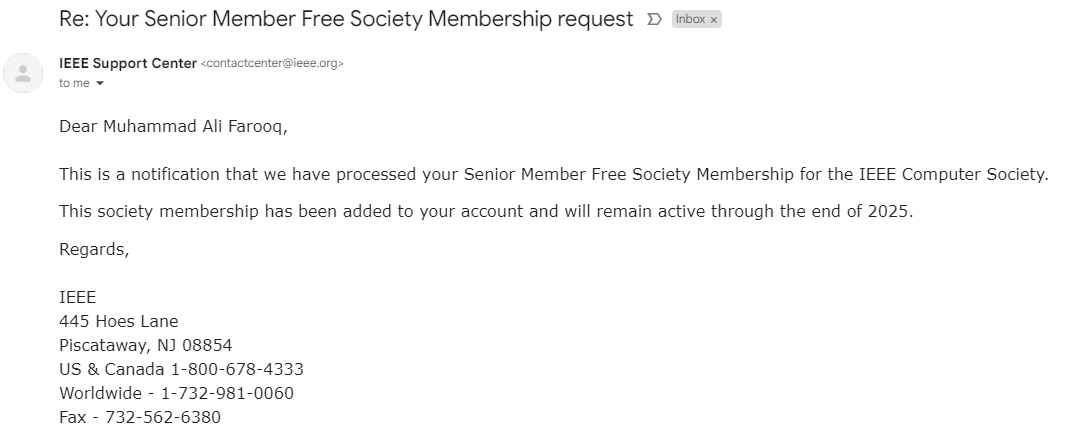 Re: Your Senior Member Free Society Membership request Inbox ×
IEEE Support Center <contactcenter@ieee.org>
to me
Dear Muhammad Ali Farooq,
This is a notification that we have processed your Senior Member Free Society Membership for the IEEE Computer Society.
This society membership has been added to your account and will remain active through the end of 2025.
Regards,
IEEE
445 Hoes Lane
Piscataway, NJ 08854
US & Canada 1-800-678-4333
Worldwide - 1-732-981-0060
Fax - 732-562-6380